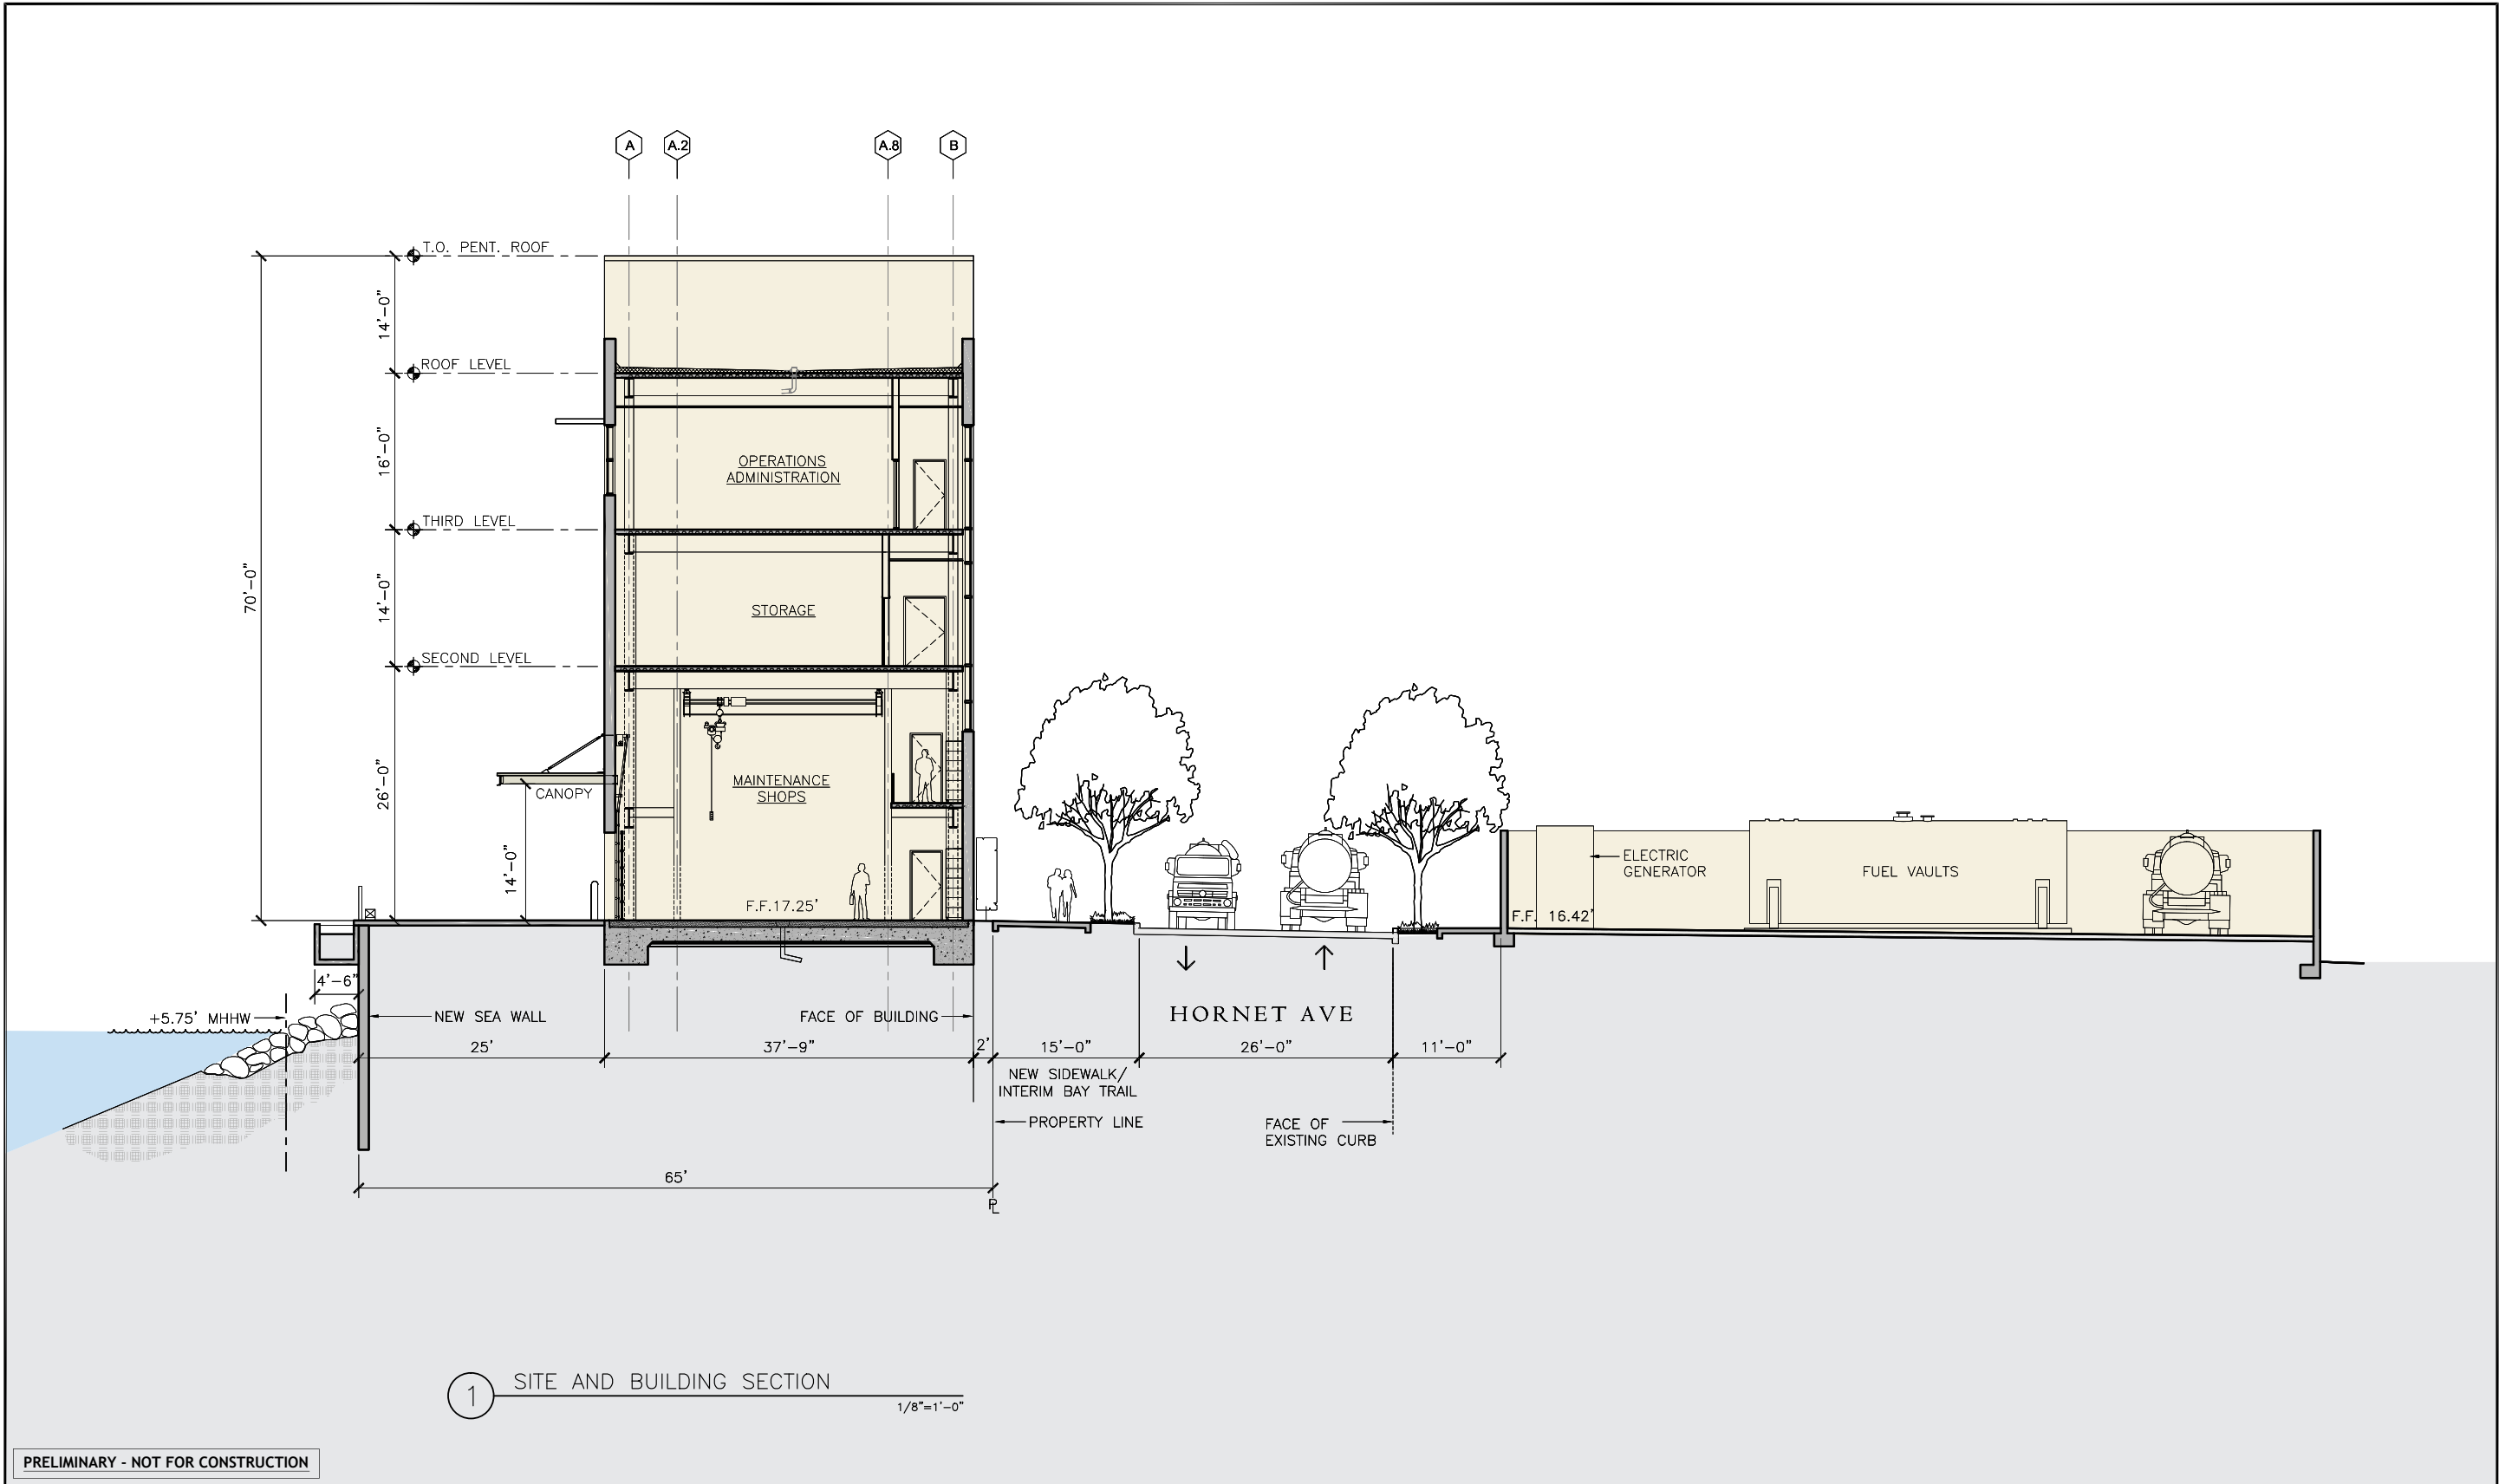 A
A.2
A.8
B
T.O. PENT. ROOF
14'-0"
ROOF LEVEL
16'-0"
OPERATIONS
ADMINISTRATION
THIRD LEVEL
70'-0"
14'-0"
STORAGE
SECOND LEVEL
26'-0"
CANOPY
MAINTENANCE
SHOPS
14'-0"
ELECTRIC
GENERATOR
FUEL VAULTS
F.F.17.25'
F.F. 16.42'
4'-6"
+5.75' MHHW
NEW SEA WALL
FACE OF BUILDING
HORNET AVE
25'
37'-9"
2'
15'-0"
26'-0"
11'-0"
NEW SIDEWALK/
INTERIM BAY TRAIL
PROPERTY LINE
FACE OF
EXISTING CURB
65'
PL
1
SITE AND BUILDING SECTION
1/8"=1'-0"
PRELIMINARY - NOT FOR CONSTRUCTION